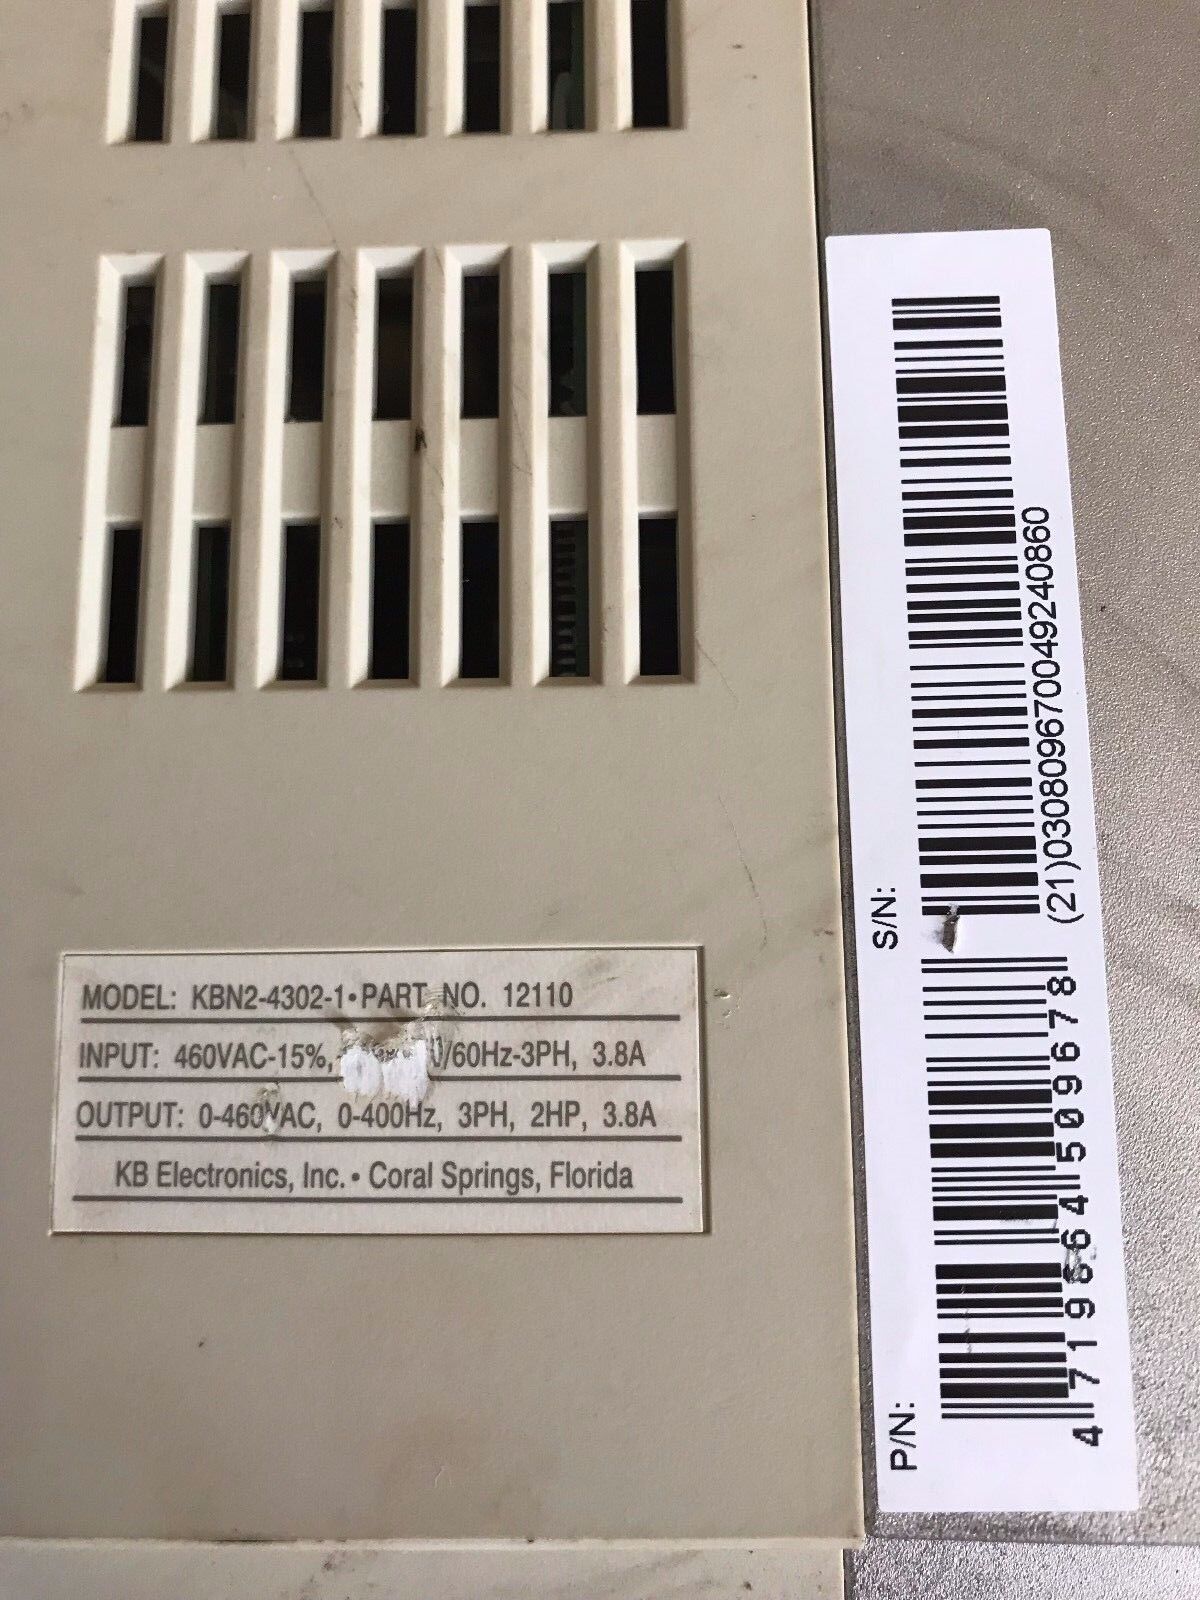 MODEL: KBN2-4302-1•PART NO. 12110
INPUT: 460VAC-15%, /60Hz-3PH, 3.8A
OUTPUT: 0-460VAC, 0-400Hz, 3PH, 2HP, 3.8A
KB Electronics, Inc. • Coral Springs, Florida
P/N:
4719664509678
S/N:
(21)030809670049240860